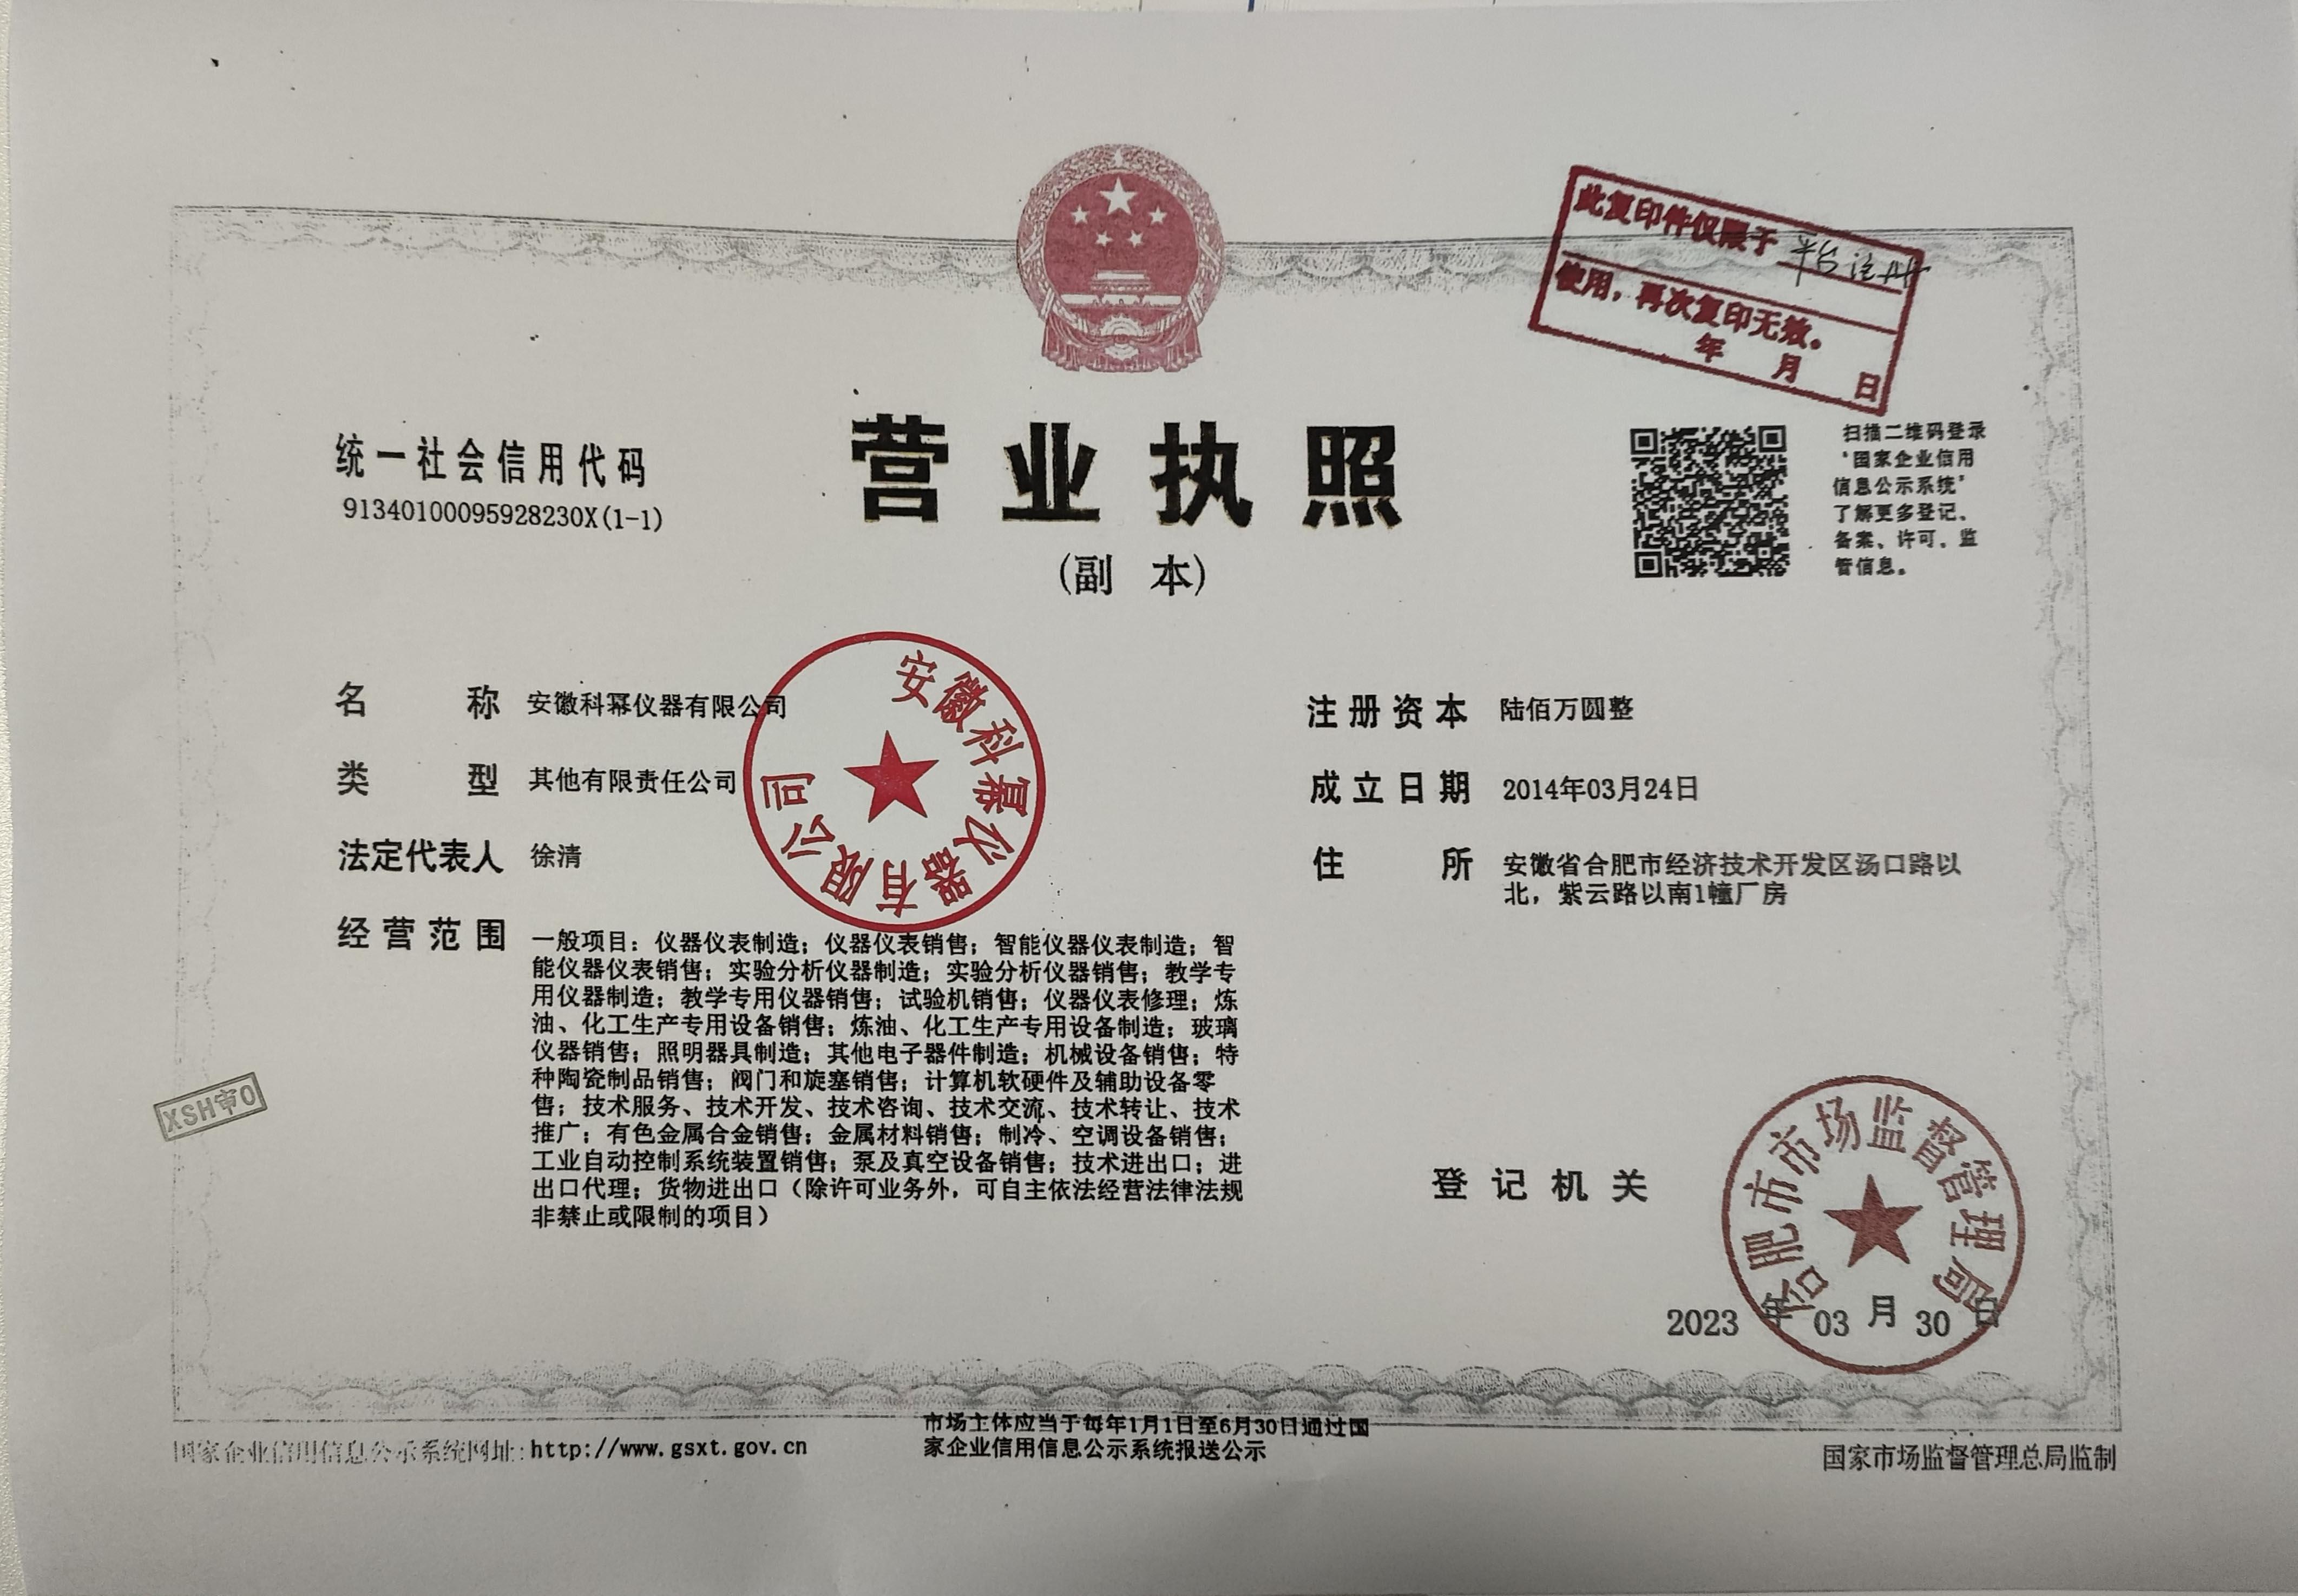 此复印件仅限于 平台注册
使用，再次复印无效。
年 月 日
统一社会信用代码
91340100095928230X(1-1)
营业执照
(副 本)
扫描二维码登录
‘国家企业信用
信息公示系统’
了解更多登记、
备案、许可、监
管信息。
名 称 安徽科幂仪器有限公司
类 型 其他有限责任公司
法定代表人 徐清
经营范围 一般项目：仪器仪表制造；仪器仪表销售；智能仪器仪表制造；智
能仪器仪表销售；实验分析仪器制造；实验分析仪器销售；教学专
用仪器制造；教学专用仪器销售；试验机销售；仪器仪表修理；炼
油、化工生产专用设备销售；炼油、化工生产专用设备制造；玻璃
仪器销售；照明器具制造；其他电子器件制造；机械设备销售；特
种陶瓷制品销售；阀门和旋塞销售；计算机软硬件及辅助设备零
售；技术服务、技术开发、技术咨询、技术交流、技术转让、技术
推广；有色金属合金销售；金属材料销售；制冷、空调设备销售；
工业自动控制系统装置销售；泵及真空设备销售；技术进出口；进
出口代理；货物进出口（除许可业务外，可自主依法经营法律法规
非禁止或限制的项目）
安徽科幂仪器有限公司
注册资本 陆佰万圆整
成立日期 2014年03月24日
住 所 安徽省合肥市经济技术开发区汤口路以
北，紫云路以南1幢厂房
XSH审0
登记机关
合肥市市场监督管理局
2023 年 03 月 30 日
国家企业信用信息公示系统网址:http://www.gsxt.gov.cn
市场主体应当于每年1月1日至6月30日通过国
家企业信用信息公示系统报送公示
国家市场监督管理总局监制